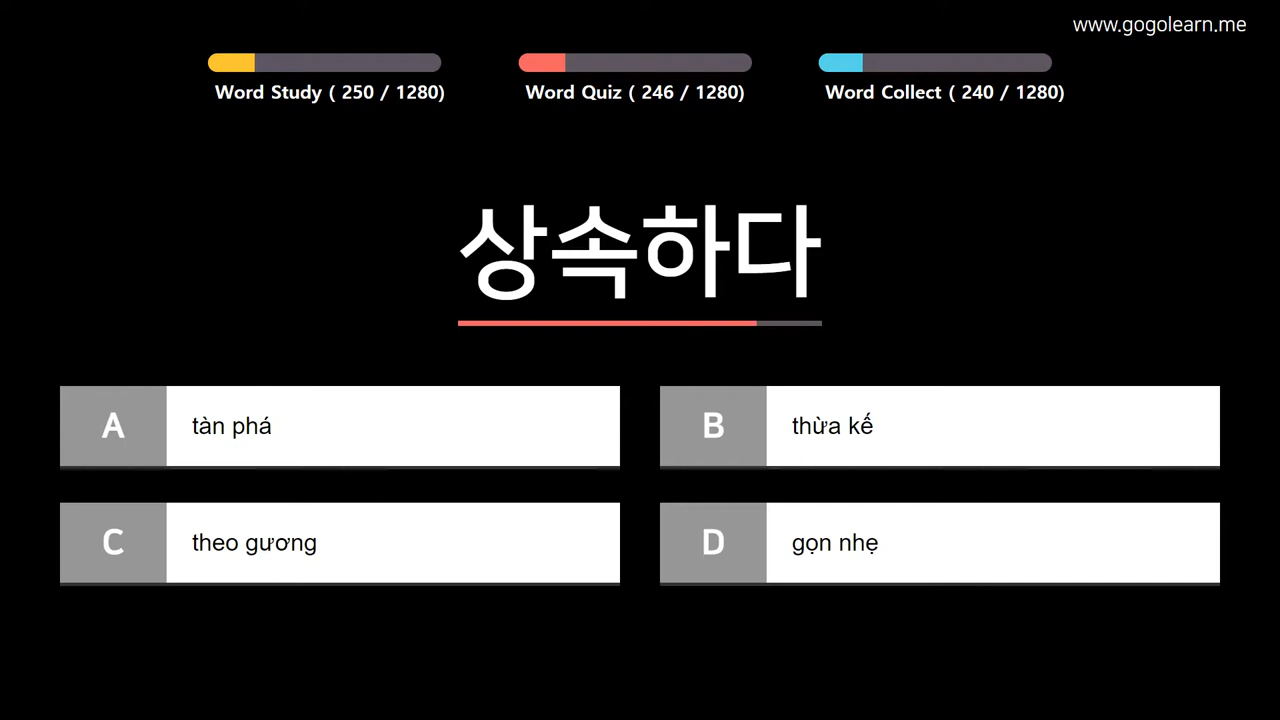 www.gogolearn.me
Word Study ( 250 / 1280)
Word Quiz ( 246 / 1280)
Word Collect ( 240 / 1280)
상속하다
A tàn phá
B thừa kế
C theo gương
D gọn nhẹ